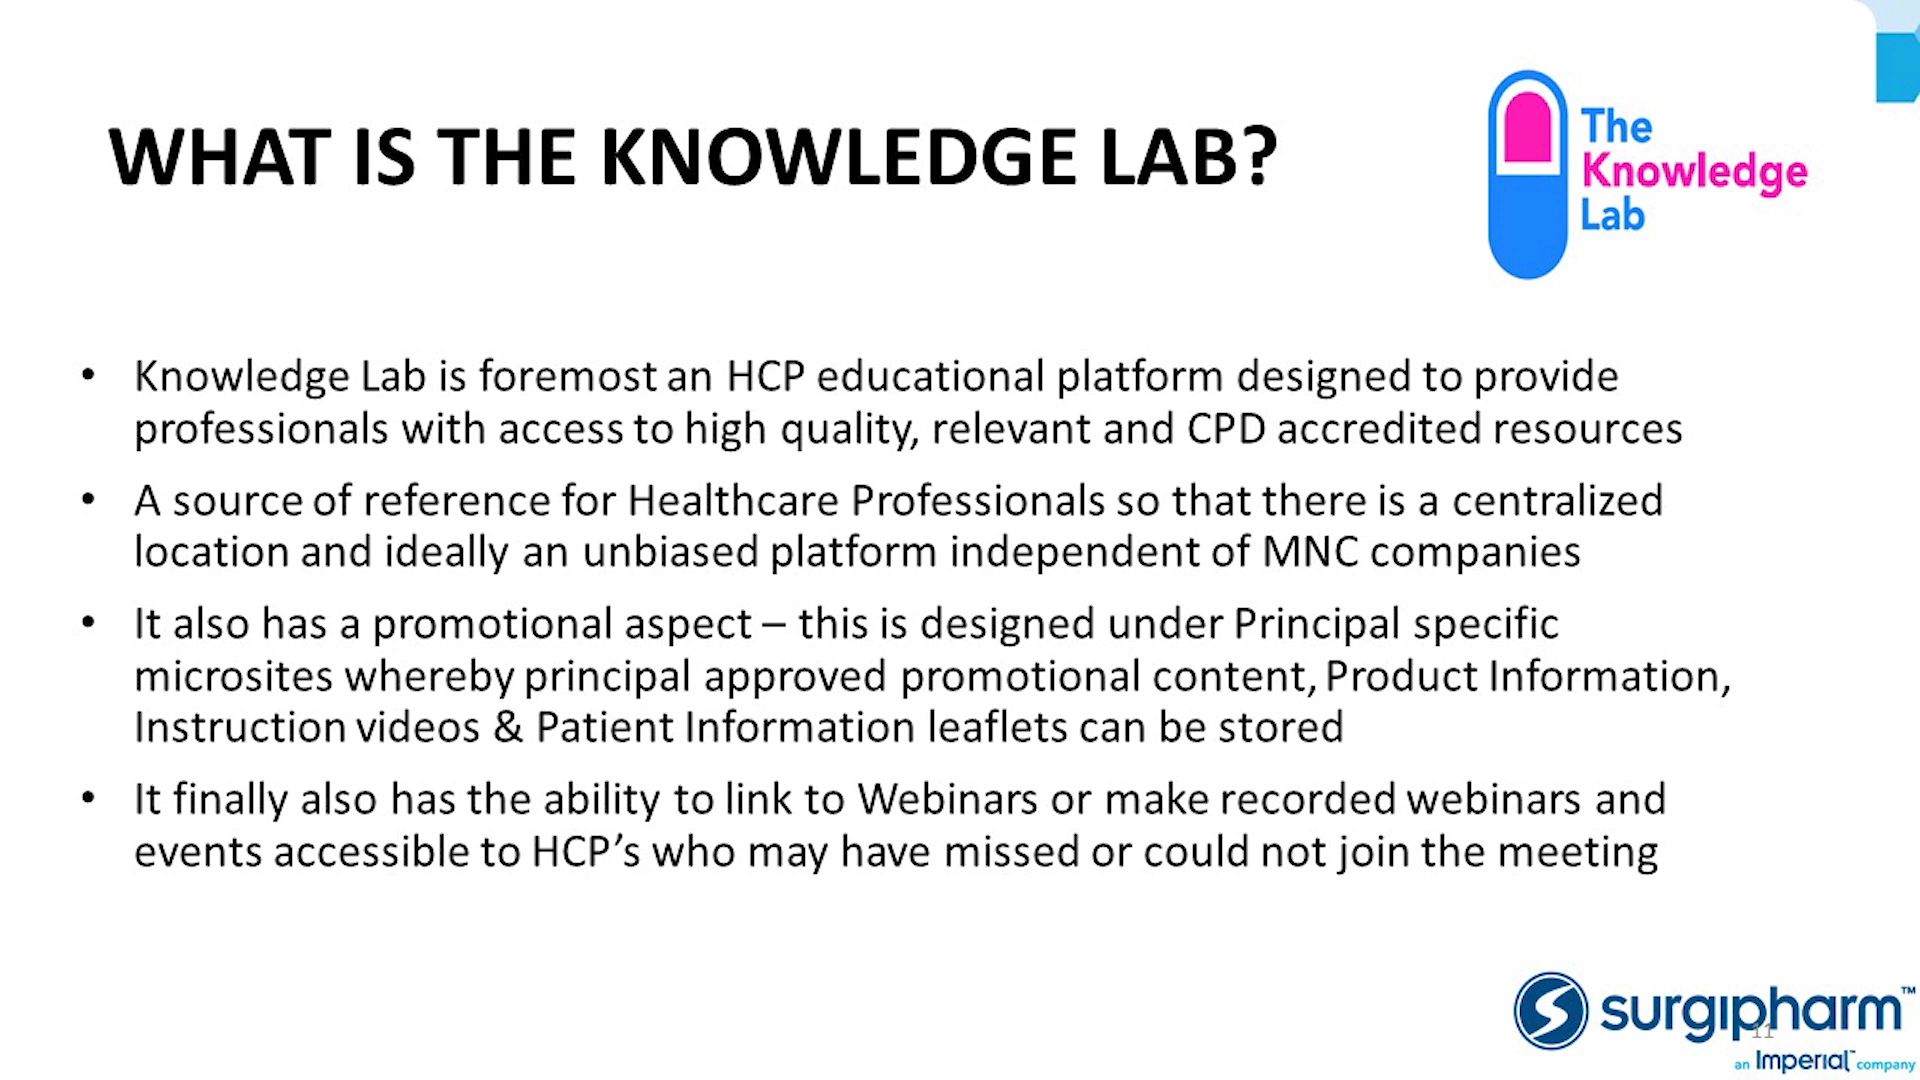 WHAT IS THE KNOWLEDGE LAB?
The
Knowledge
Lab
• Knowledge Lab is foremost an HCP educational platform designed to provide
professionals with access to high quality, relevant and CPD accredited resources
• A source of reference for Healthcare Professionals so that there is a centralized
location and ideally an unbiased platform independent of MNC companies
• It also has a promotional aspect – this is designed under Principal specific
microsites whereby principal approved promotional content, Product Information,
Instruction videos & Patient Information leaflets can be stored
• It finally also has the ability to link to Webinars or make recorded webinars and
events accessible to HCP’s who may have missed or could not join the meeting
surgipharm™
11
an Imperial™ company